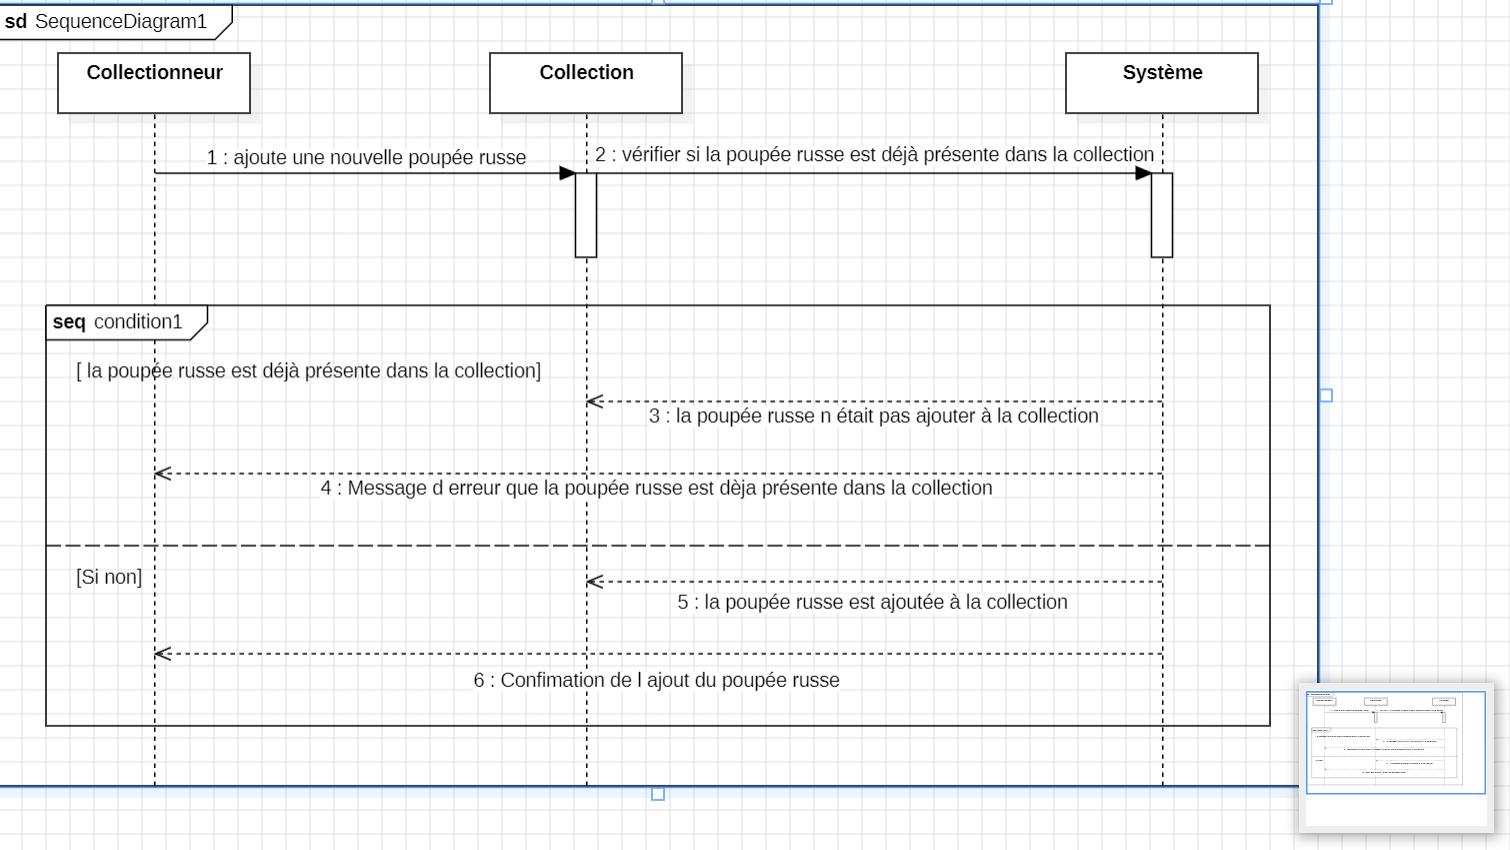 sd SequenceDiagram1
Collectionneur
Collection
Système
1 : ajoute une nouvelle poupée russe
2 : vérifier si la poupée russe est déjà présente dans la collection
seq condition1
[ la poupée russe est déjà présente dans la collection]
3 : la poupée russe n était pas ajouter à la collection
4 : Message d erreur que la poupée russe est dèja présente dans la collection
[Si non]
5 : la poupée russe est ajoutée à la collection
6 : Confimation de l ajout du poupée russe